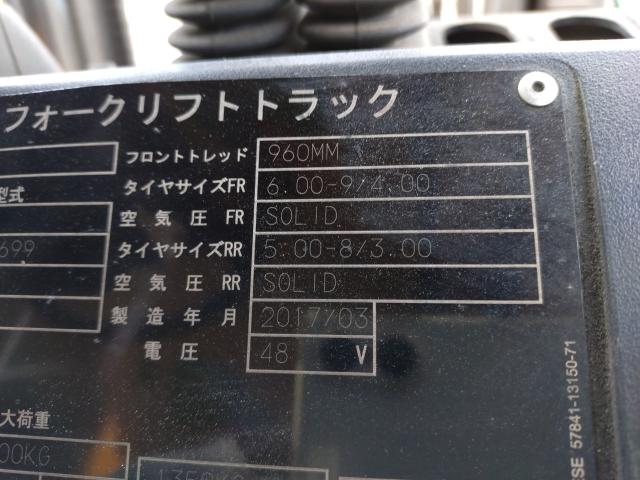 フォークリフトトラック
フロントトレッド 960MM
型式 タイヤサイズFR 6.00-9/4.00
空気圧 FR SOLID
699 タイヤサイズRR 5.00-8/3.00
空気圧 RR SOLID
製造年月 2017/03
電圧 48 V
大荷重
00KG
SE 57841-13150-71